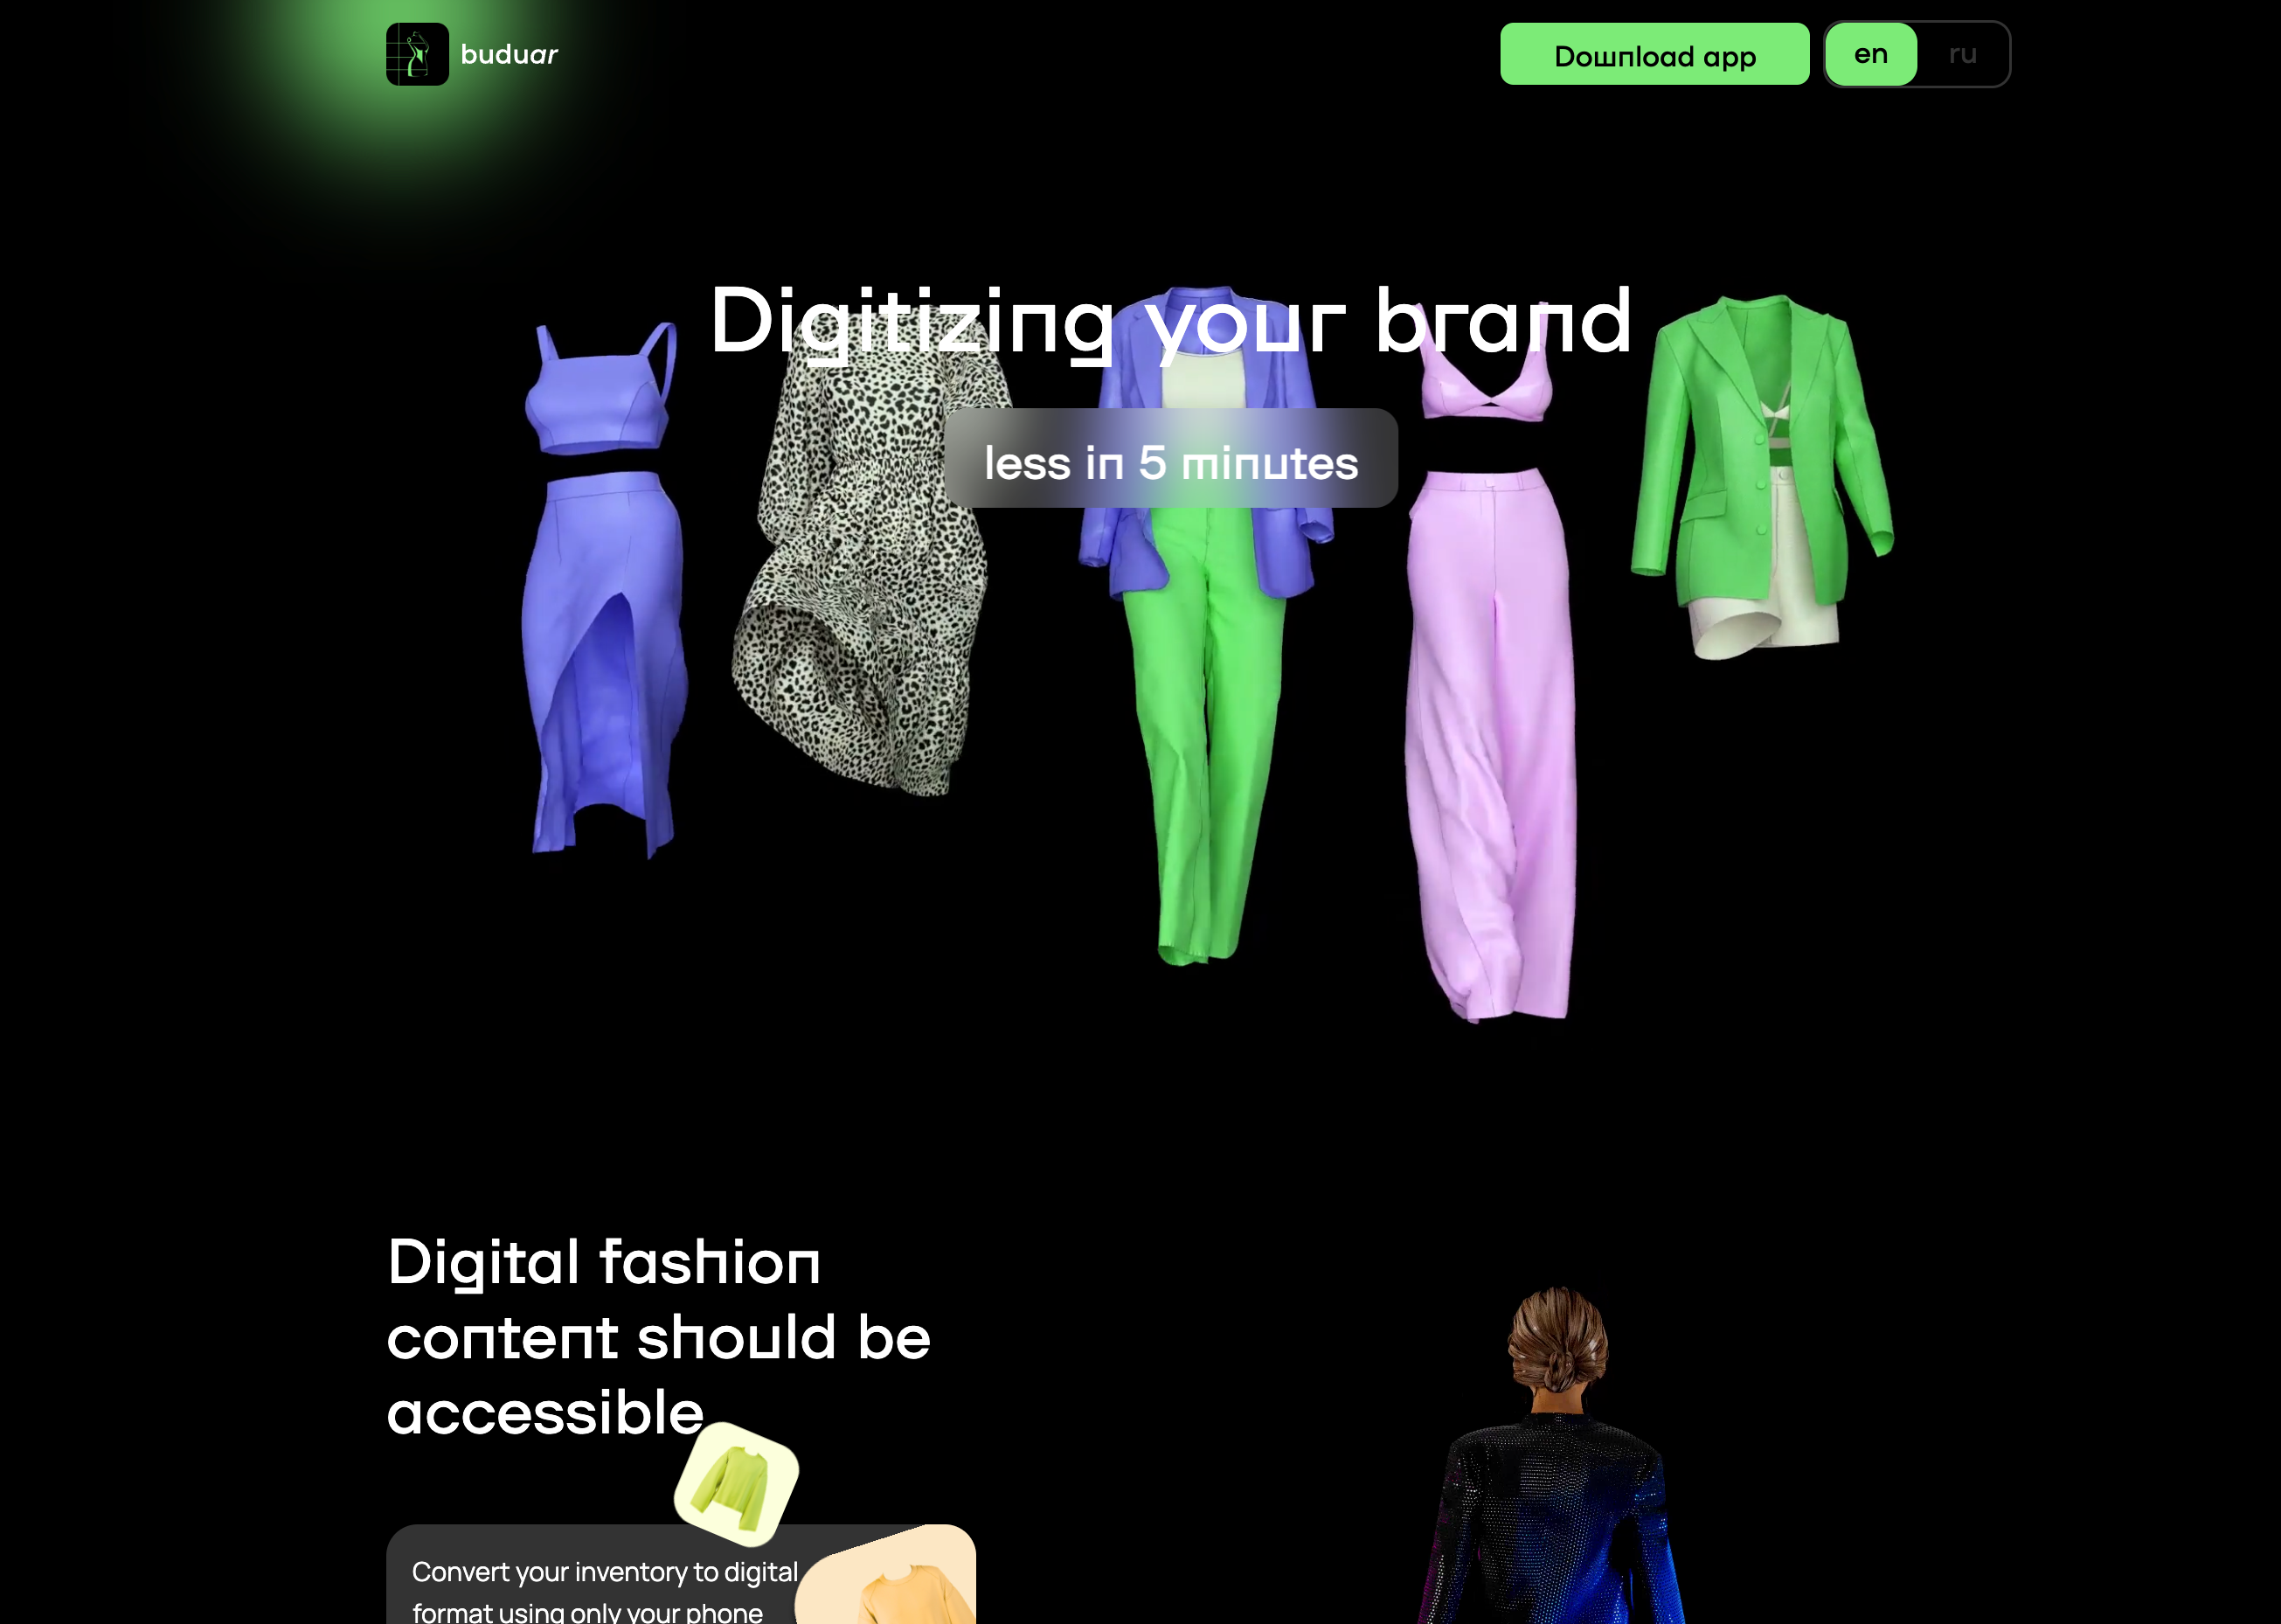 buduar
Download app
en
ru
Digitizing your brand
less in 5 minutes
Digital fashion
content should be
accessible
Convert your inventory to digital
format using only your phone